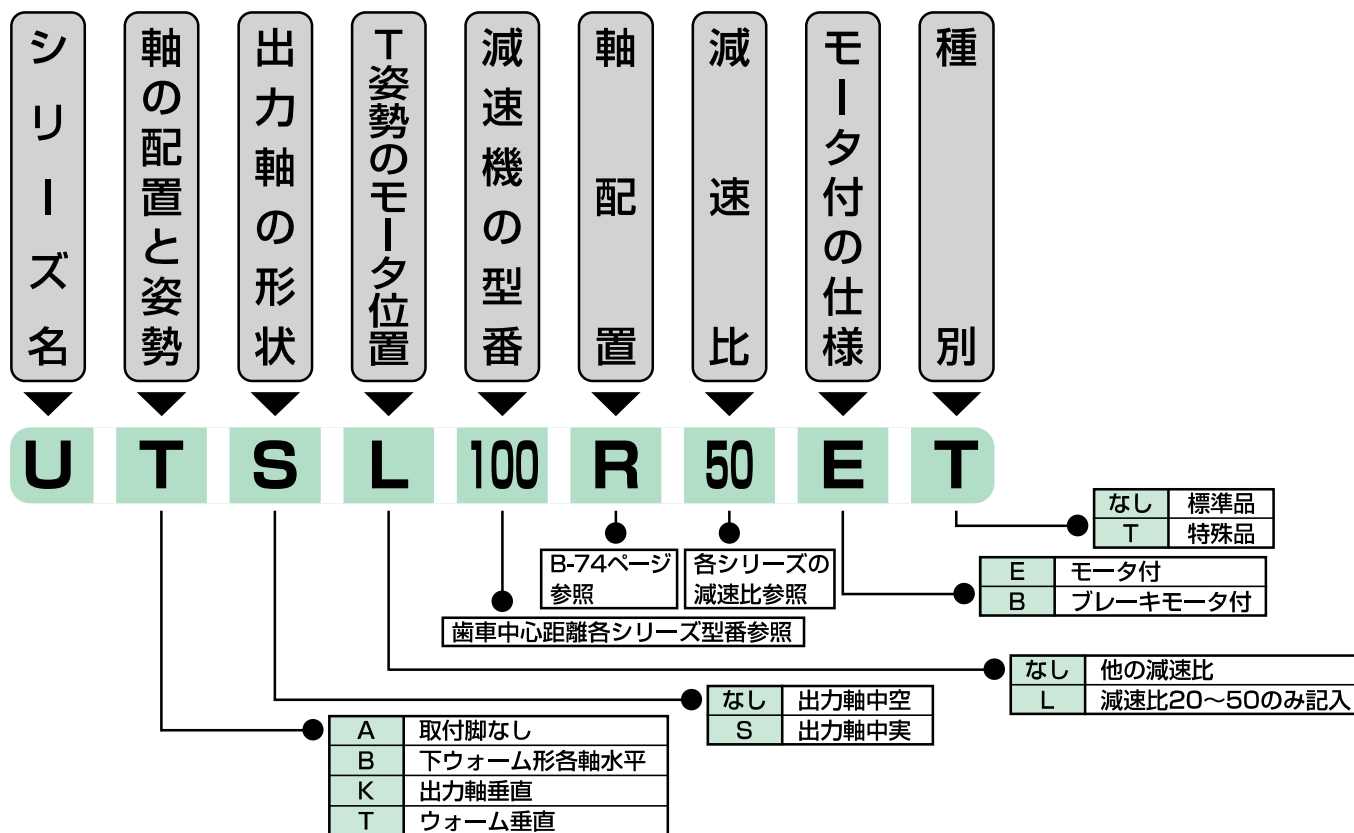 シリーズ名
軸の配置と姿勢
出力軸の形状
T姿勢のモータ位置
減速機の型番
軸配置
減速比
モータ付の仕様
種別
U T S L 100 R 50 E T
なし 標準品
T 特殊品
B-74ページ
参照
各シリーズの
減速比参照
E モータ付
B ブレーキモータ付
歯車中心距離各シリーズ型番参照
なし 他の減速比
L 減速比20～50のみ記入
なし 出力軸中空
S 出力軸中実
A 取付脚なし
B 下ウォーム形各軸水平
K 出力軸垂直
T ウォーム垂直